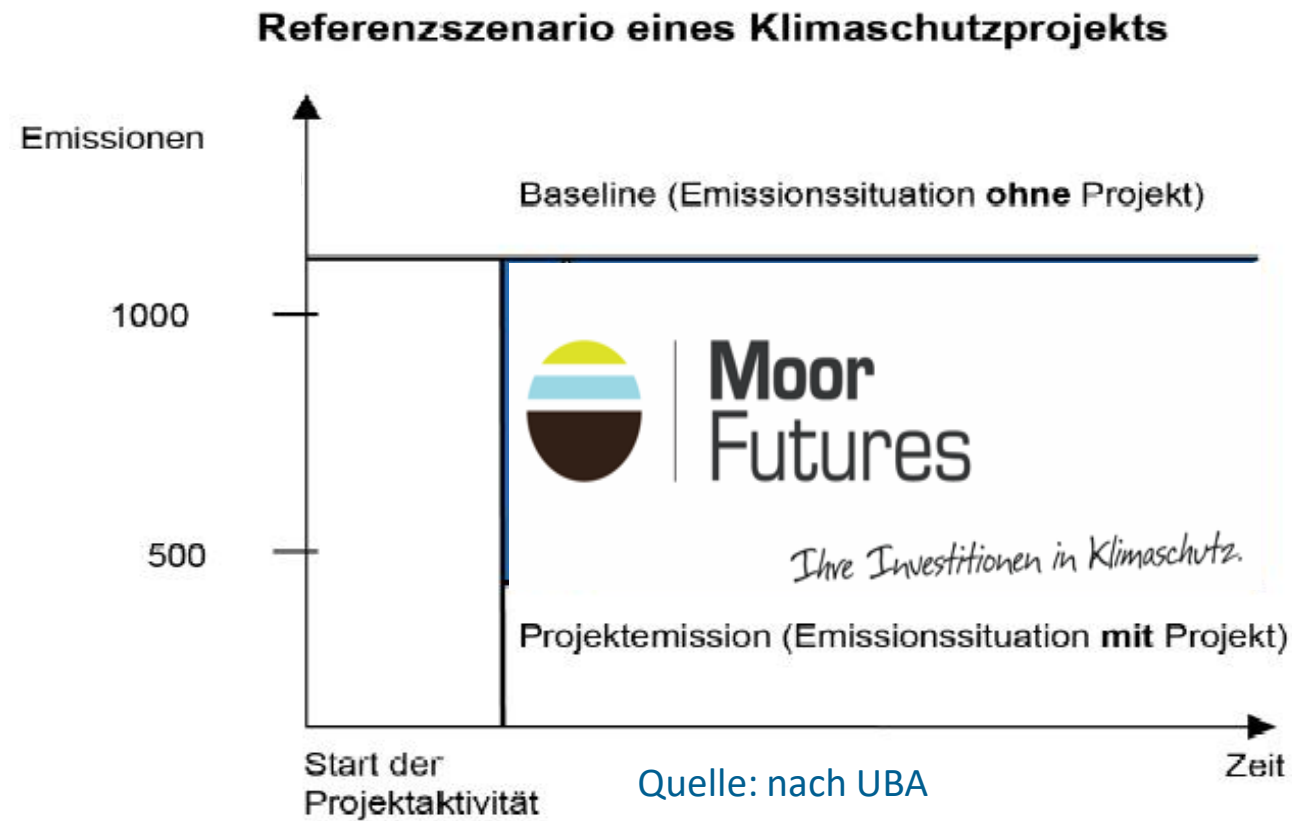 Referenzszenario eines Klimaschutzprojekts
Emissionen
Baseline (Emissionssituation ohne Projekt)
1000
Moor
Futures
500
Ihre Investitionen in Klimaschutz.
Projektemission (Emissionssituation mit Projekt)
Start der
Projektaktivität
Quelle: nach UBA
Zeit